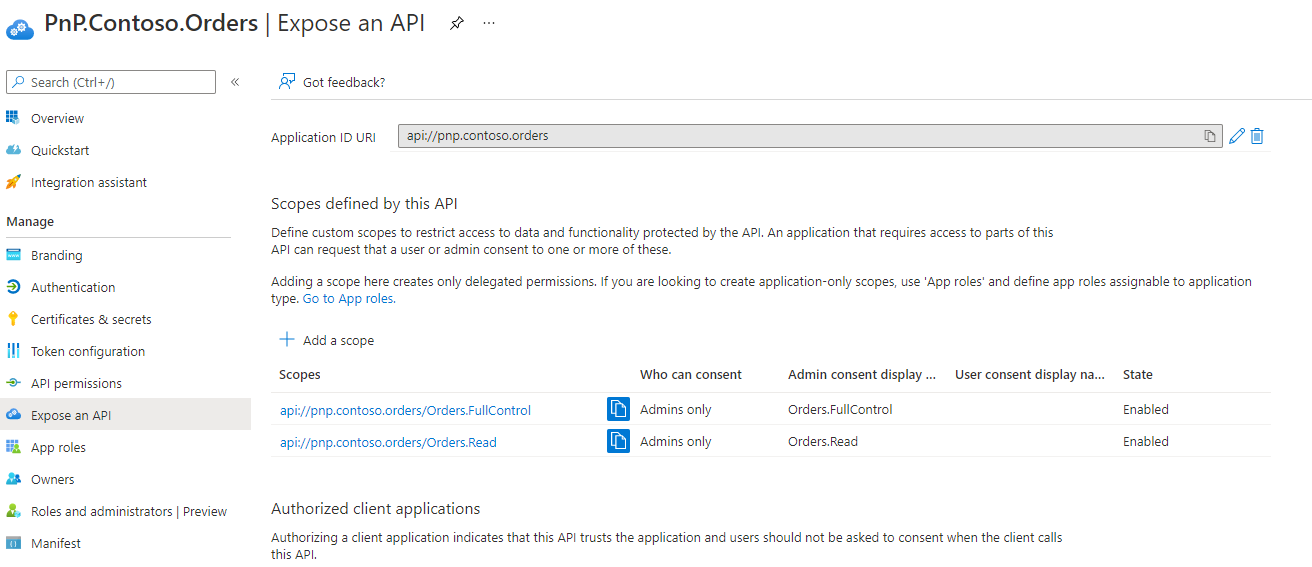 PnP.Contoso.Orders | Expose an API
Search (Ctrl+/)
Overview
Quickstart
Integration assistant
Manage
Branding
Authentication
Certificates & secrets
Token configuration
API permissions
Expose an API
App roles
Owners
Roles and administrators | Preview
Manifest
Got feedback?
Application ID URI api://pnp.contoso.orders
Scopes defined by this API
Define custom scopes to restrict access to data and functionality protected by the API. An application that requires access to parts of this
API can request that a user or admin consent to one or more of these.
Adding a scope here creates only delegated permissions. If you are looking to create application-only scopes, use 'App roles' and define app roles assignable to application
type. Go to App roles.
Add a scope
Scopes Who can consent Admin consent display ... User consent display na... State
api://pnp.contoso.orders/Orders.FullControl Admins only Orders.FullControl Enabled
api://pnp.contoso.orders/Orders.Read Admins only Orders.Read Enabled
Authorized client applications
Authorizing a client application indicates that this API trusts the application and users should not be asked to consent when the client calls
this API.